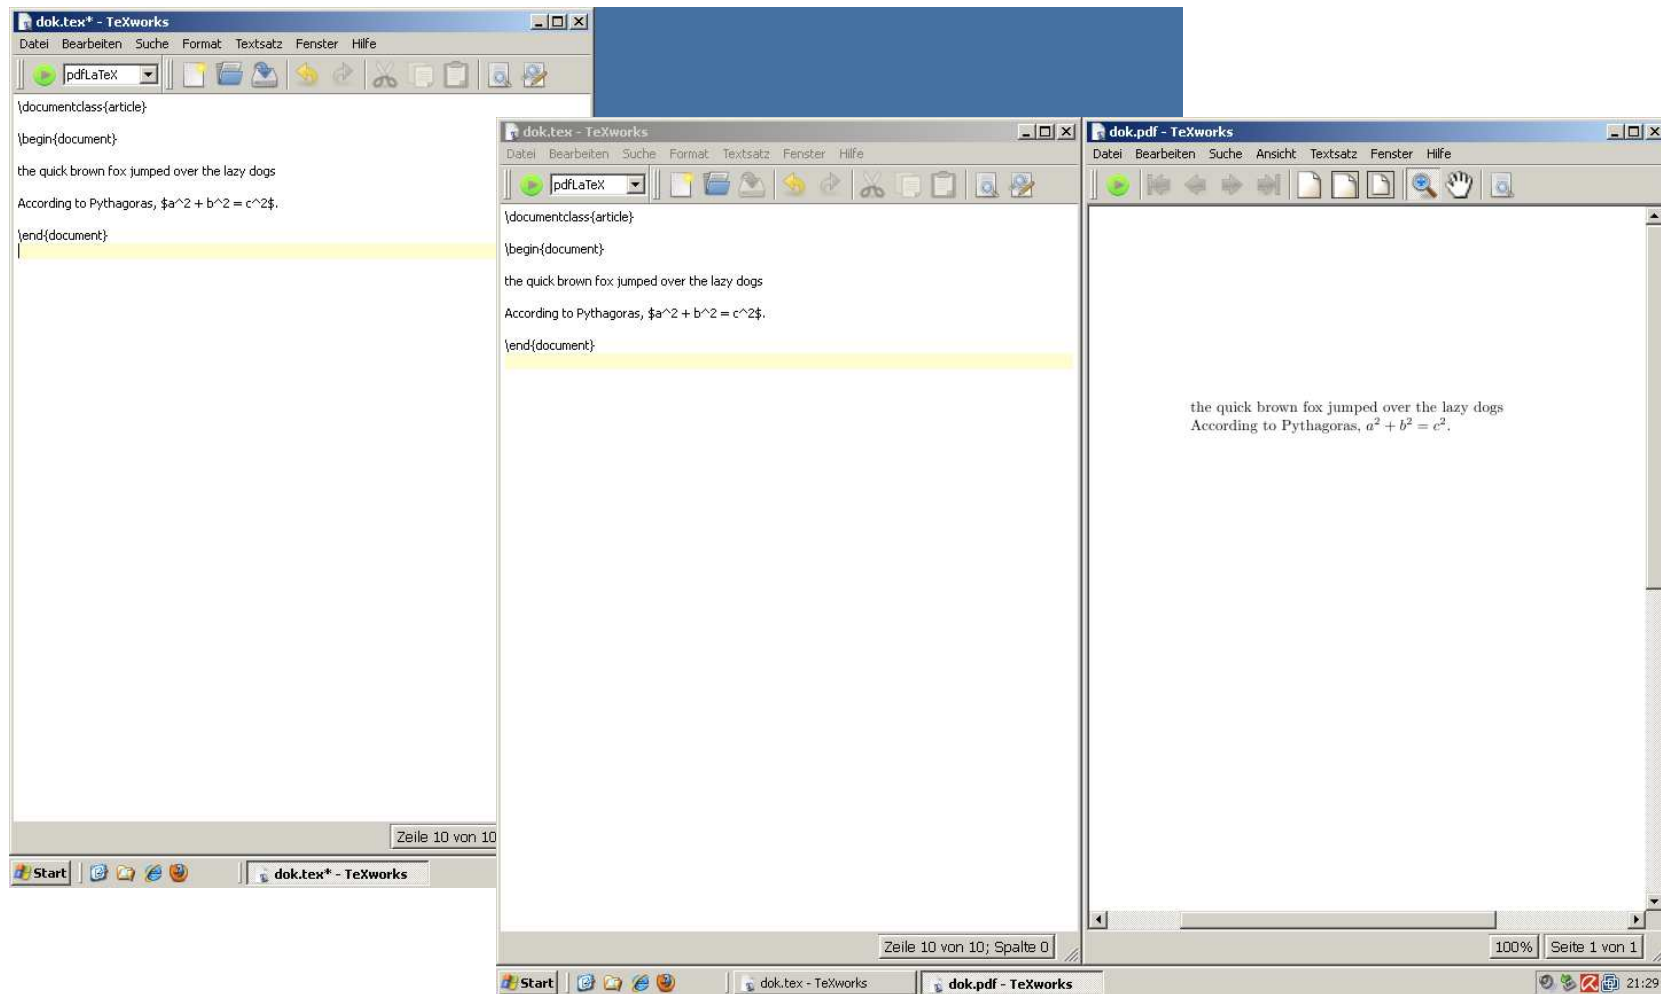 dok.tex* - TeXworks
Datei Bearbeiten Suche Format Textsatz Fenster Hilfe
pdfLaTeX
\documentclass{article}
\begin{document}
the quick brown fox jumped over the lazy dogs
According to Pythagoras, $a^2 + b^2 = c^2$.
\end{document}
Zeile 10 von 10
Start dok.tex* - TeXworks
dok.tex - TeXworks
Datei Bearbeiten Suche Format Textsatz Fenster Hilfe
pdfLaTeX
\documentclass{article}
\begin{document}
the quick brown fox jumped over the lazy dogs
According to Pythagoras, $a^2 + b^2 = c^2$.
\end{document}
Zeile 10 von 10; Spalte 0
dok.pdf - TeXworks
Datei Bearbeiten Suche Ansicht Textsatz Fenster Hilfe
the quick brown fox jumped over the lazy dogs
According to Pythagoras, a² + b² = c².
100% Seite 1 von 1
Start dok.tex - TeXworks dok.pdf - TeXworks 21:29